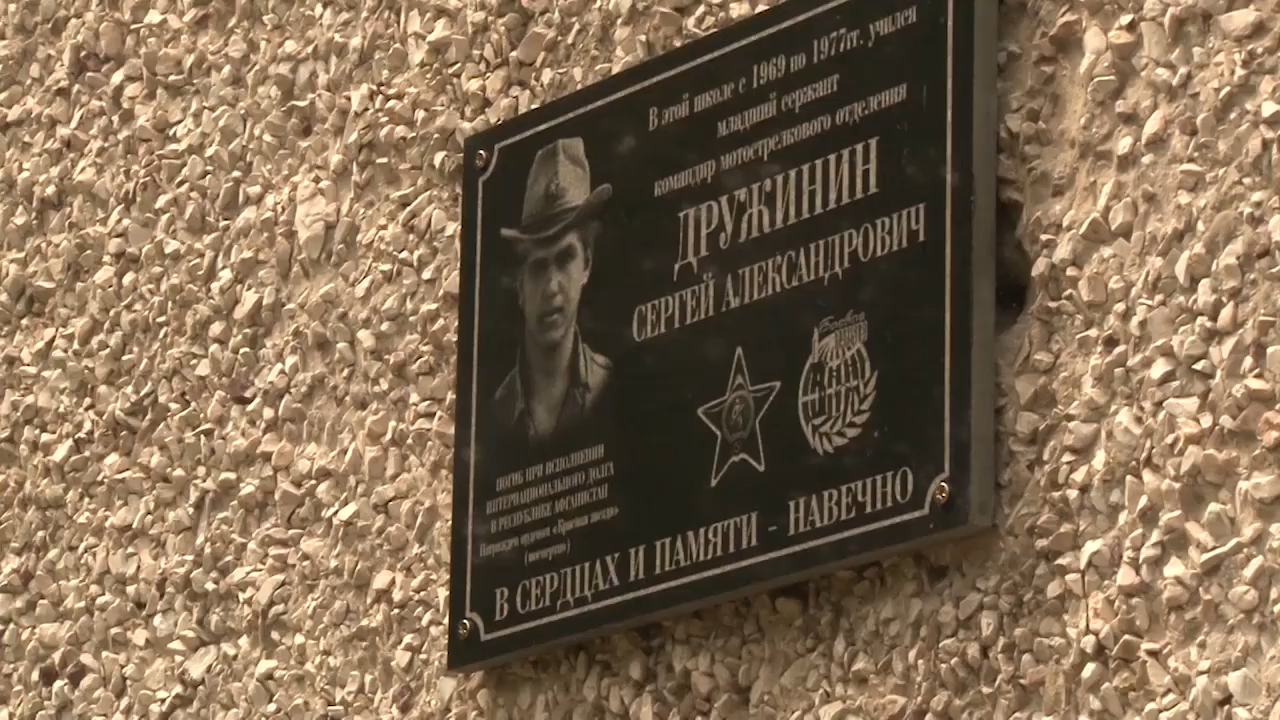 В этой школе с 1969 по 1977гг. учился
младший сержант
командир мотострелкового отделения
ДРУЖИНИН
СЕРГЕЙ АЛЕКСАНДРОВИЧ
Боевое
ПОГИБ ПРИ ИСПОЛНЕНИИ
ИНТЕРНАЦИОНАЛЬНОГО ДОЛГА
В РЕСПУБЛИКЕ АФГАНИСТАН
Награжден орденом «Красная звезда»
(посмертно)
В СЕРДЦАХ И ПАМЯТИ - НАВЕЧНО